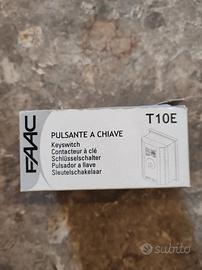 FAAC
PULSANTE A CHIAVE
T10E
Keyswitch
Contacteur à clé
Schlüsselschalter
Pulsador a llave
Sleutelschakelaar
subito